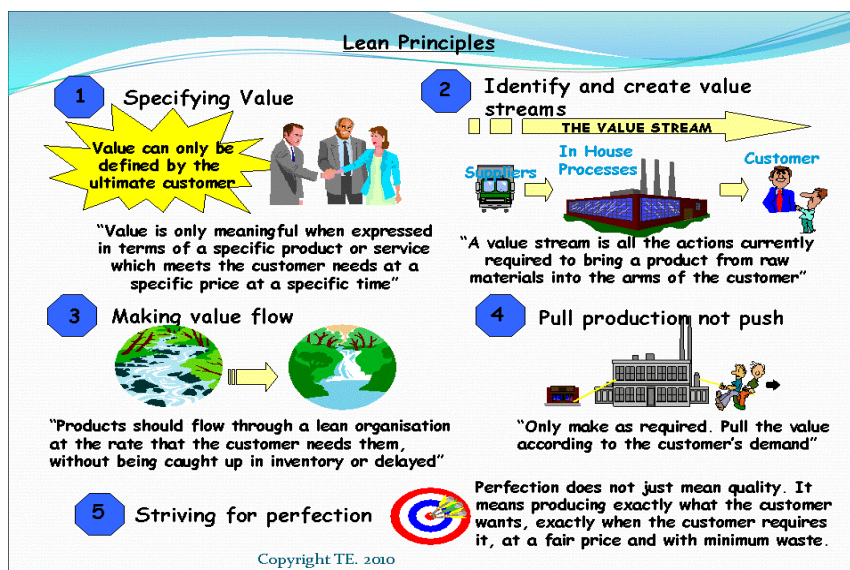 Lean Principles
1
Specifying Value
Value can only be
defined by the
ultimate customer
"Value is only meaningful when expressed
in terms of a specific product or service
which meets the customer needs at a
specific price at a specific time"
2
Identify and create value
streams
THE VALUE STREAM
Suppliers
In House
Processes
Customer
"A value stream is all the actions currently
required to bring a product from raw
materials into the arms of the customer"
3
Making value flow
"Products should flow through a lean organisation
at the rate that the customer needs them,
without being caught up in inventory or delayed"
4
Pull production not push
"Only make as required. Pull the value
according to the customer's demand"
5
Striving for perfection
Perfection does not just mean quality. It
means producing exactly what the customer
wants, exactly when the customer requires
it, at a fair price and with minimum waste.
Copyright TE. 2010